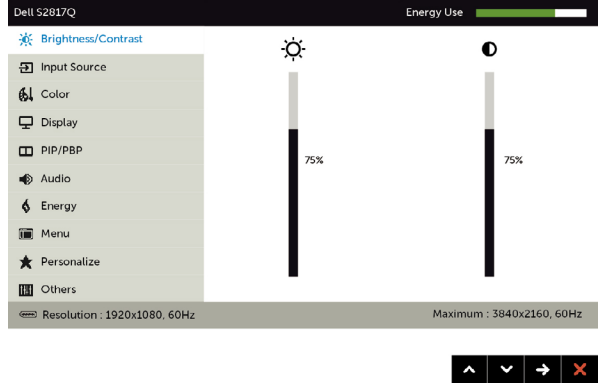 Dell S2817Q
Energy Use
Brightness/Contrast
Input Source
Color
Display
PIP/PBP
Audio
Energy
Menu
Personalize
Others
75%
75%
Resolution : 1920x1080, 60Hz
Maximum : 3840x2160, 60Hz